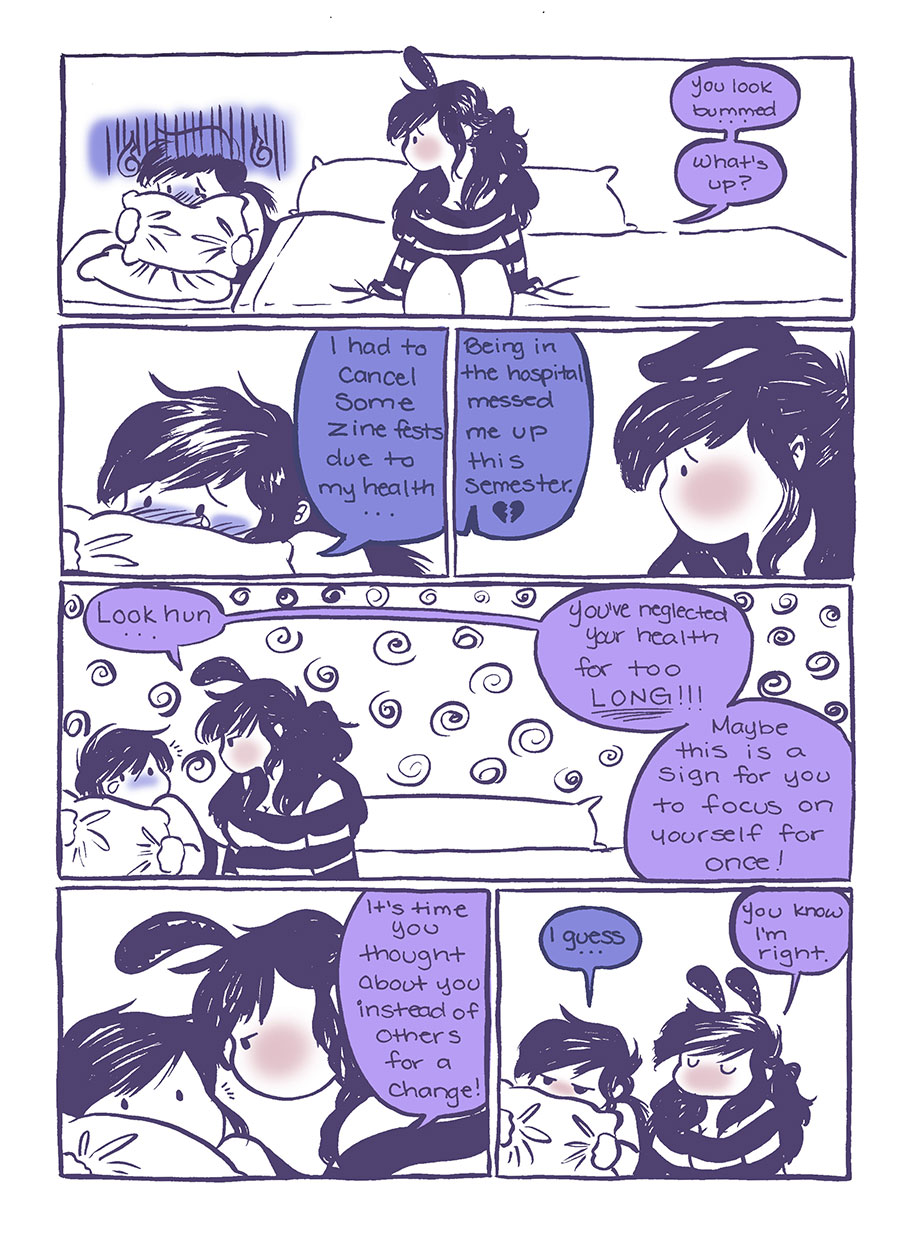 you look
bummed
...
What's
up?
I had to
cancel
some
zine fests
due to
my health
...
Being in
the hospital
messed
me up
this
semester.
Look hun
...
you've neglected
your health
for too
LONG!!!
Maybe
this is a
sign for you
to focus on
yourself for
once!
It's time
you
thought
about you
instead of
others
for a
change!
I guess
...
you know
I'm
right.